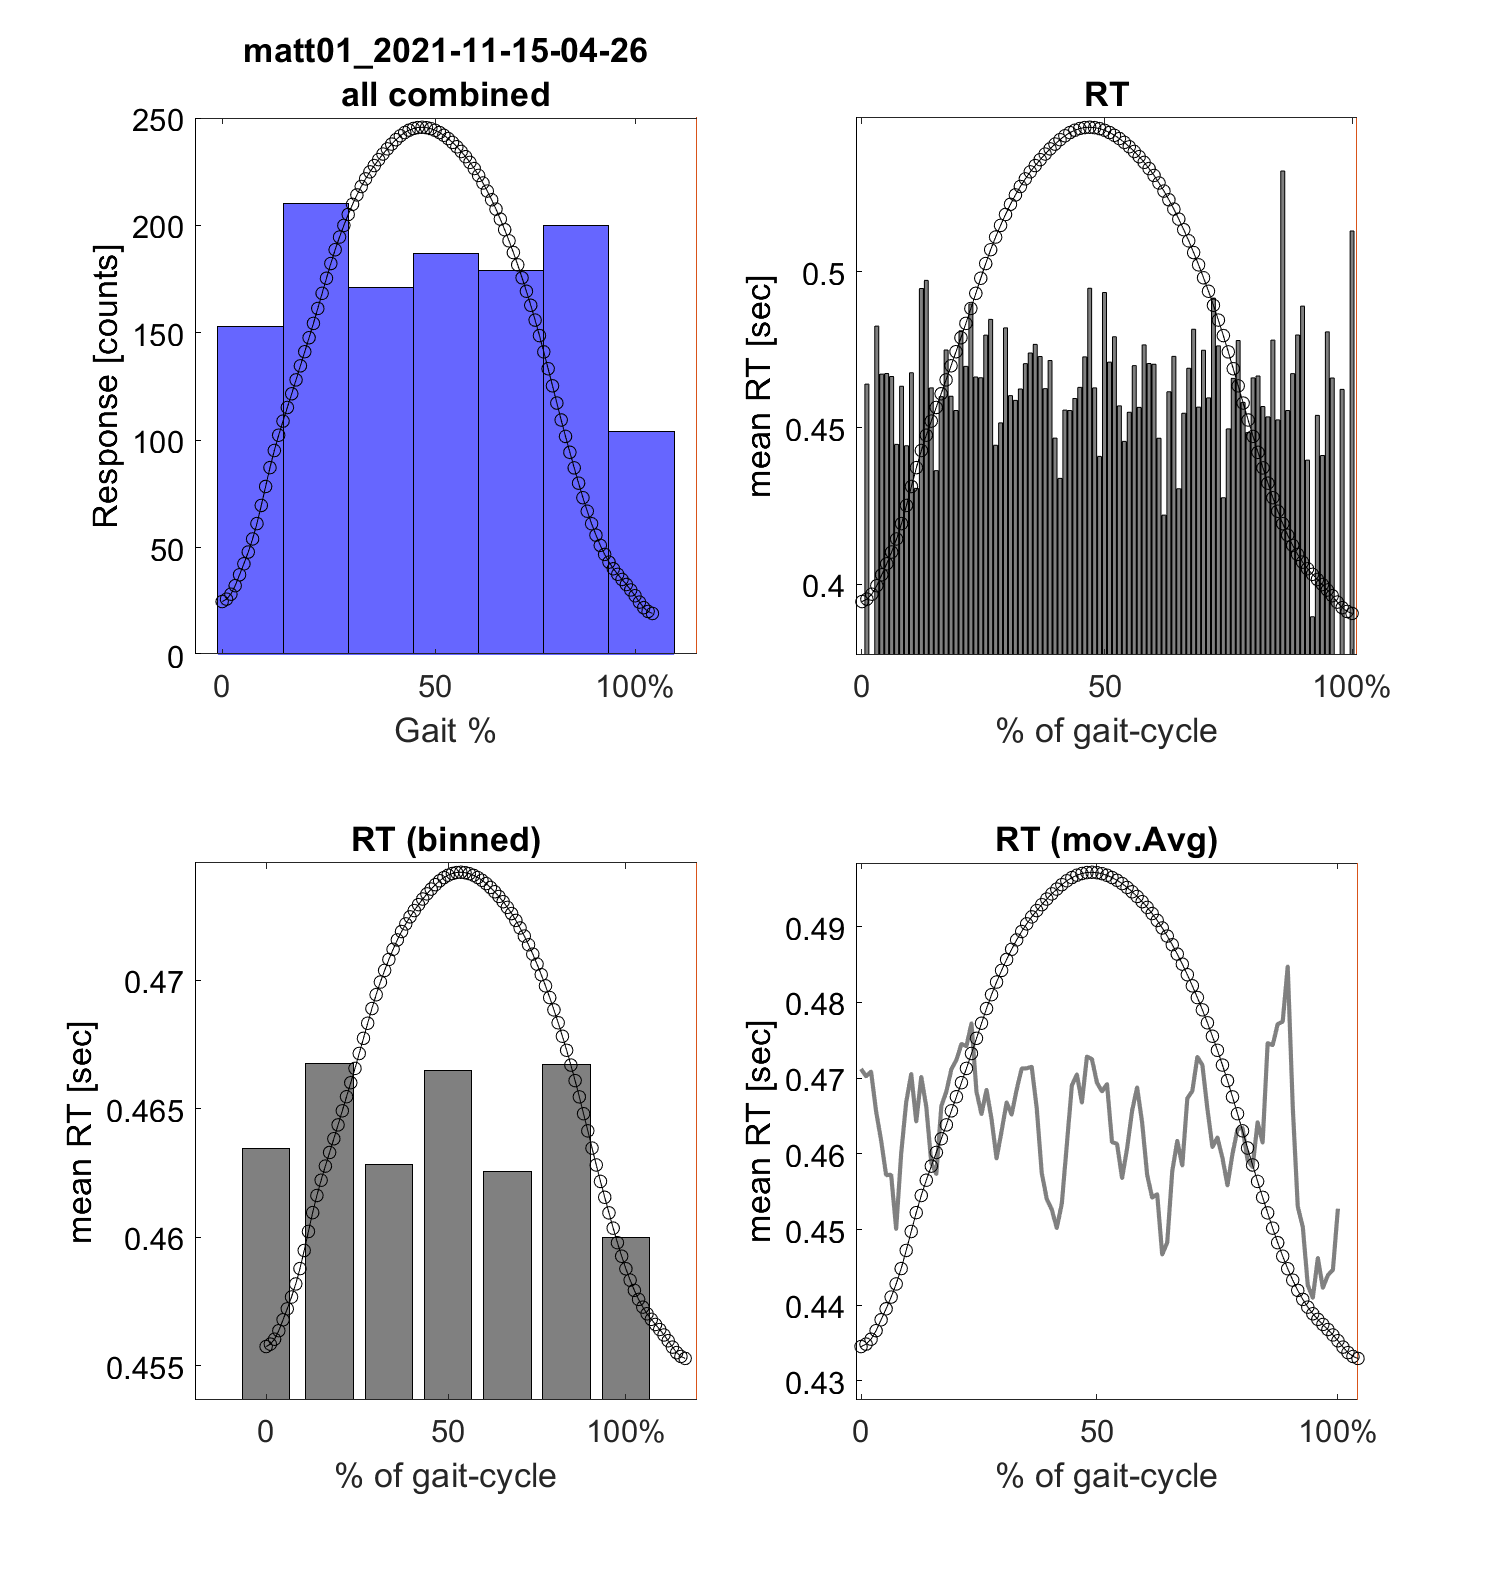 matt01_2021-11-15-04-26
all combined
250
200
150
100
50
0
Response [counts]
0 50 100%
Gait %
RT
0.5
0.45
0.4
mean RT [sec]
0 50 100%
% of gait-cycle
RT (binned)
0.47
0.465
0.46
0.455
mean RT [sec]
0 50 100%
% of gait-cycle
RT (mov.Avg)
0.49
0.48
0.47
0.46
0.45
0.44
0.43
mean RT [sec]
0 50 100%
% of gait-cycle